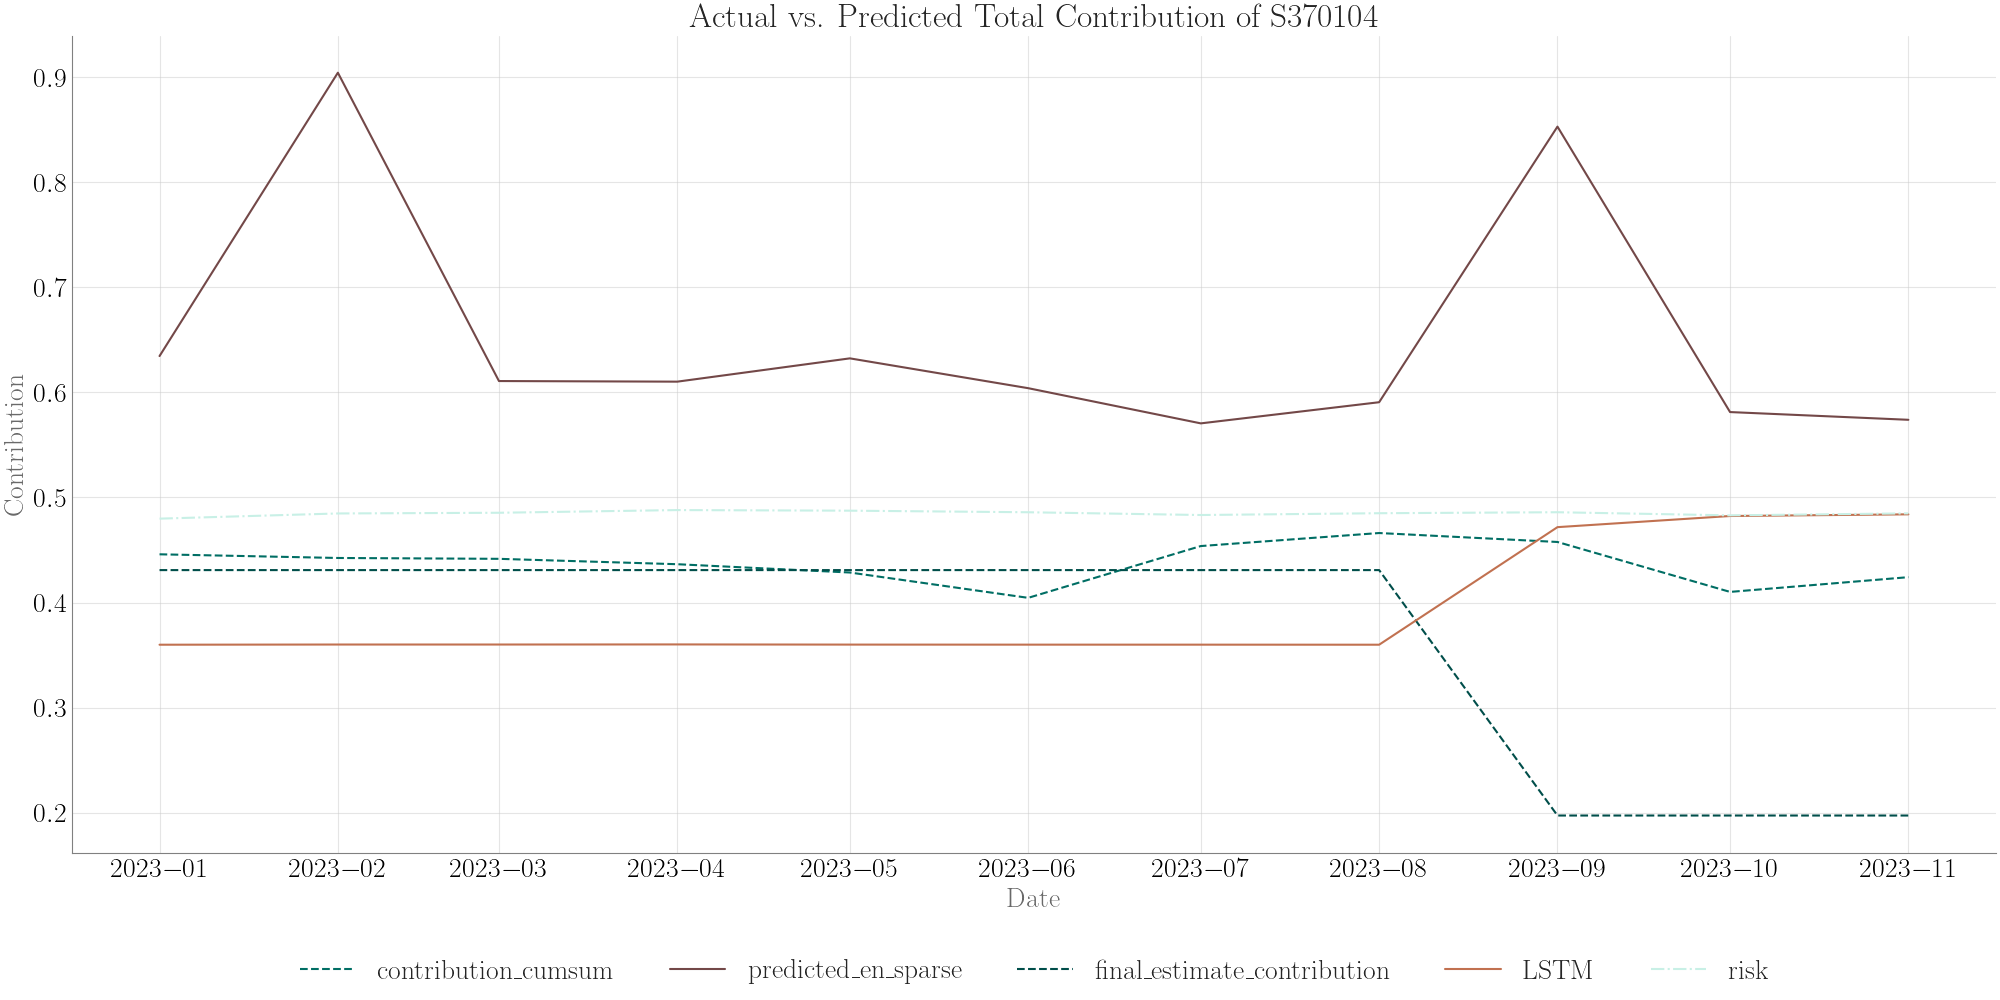 Actual vs. Predicted Total Contribution of S370104
0.9
0.8
0.7
0.6
0.5
0.4
0.3
0.2
Contribution
2023−01 2023−02 2023−03 2023−04 2023−05 2023−06 2023−07 2023−08 2023−09 2023−10 2023−11
Date
contribution_cumsum predicted_en_sparse final_estimate_contribution LSTM risk